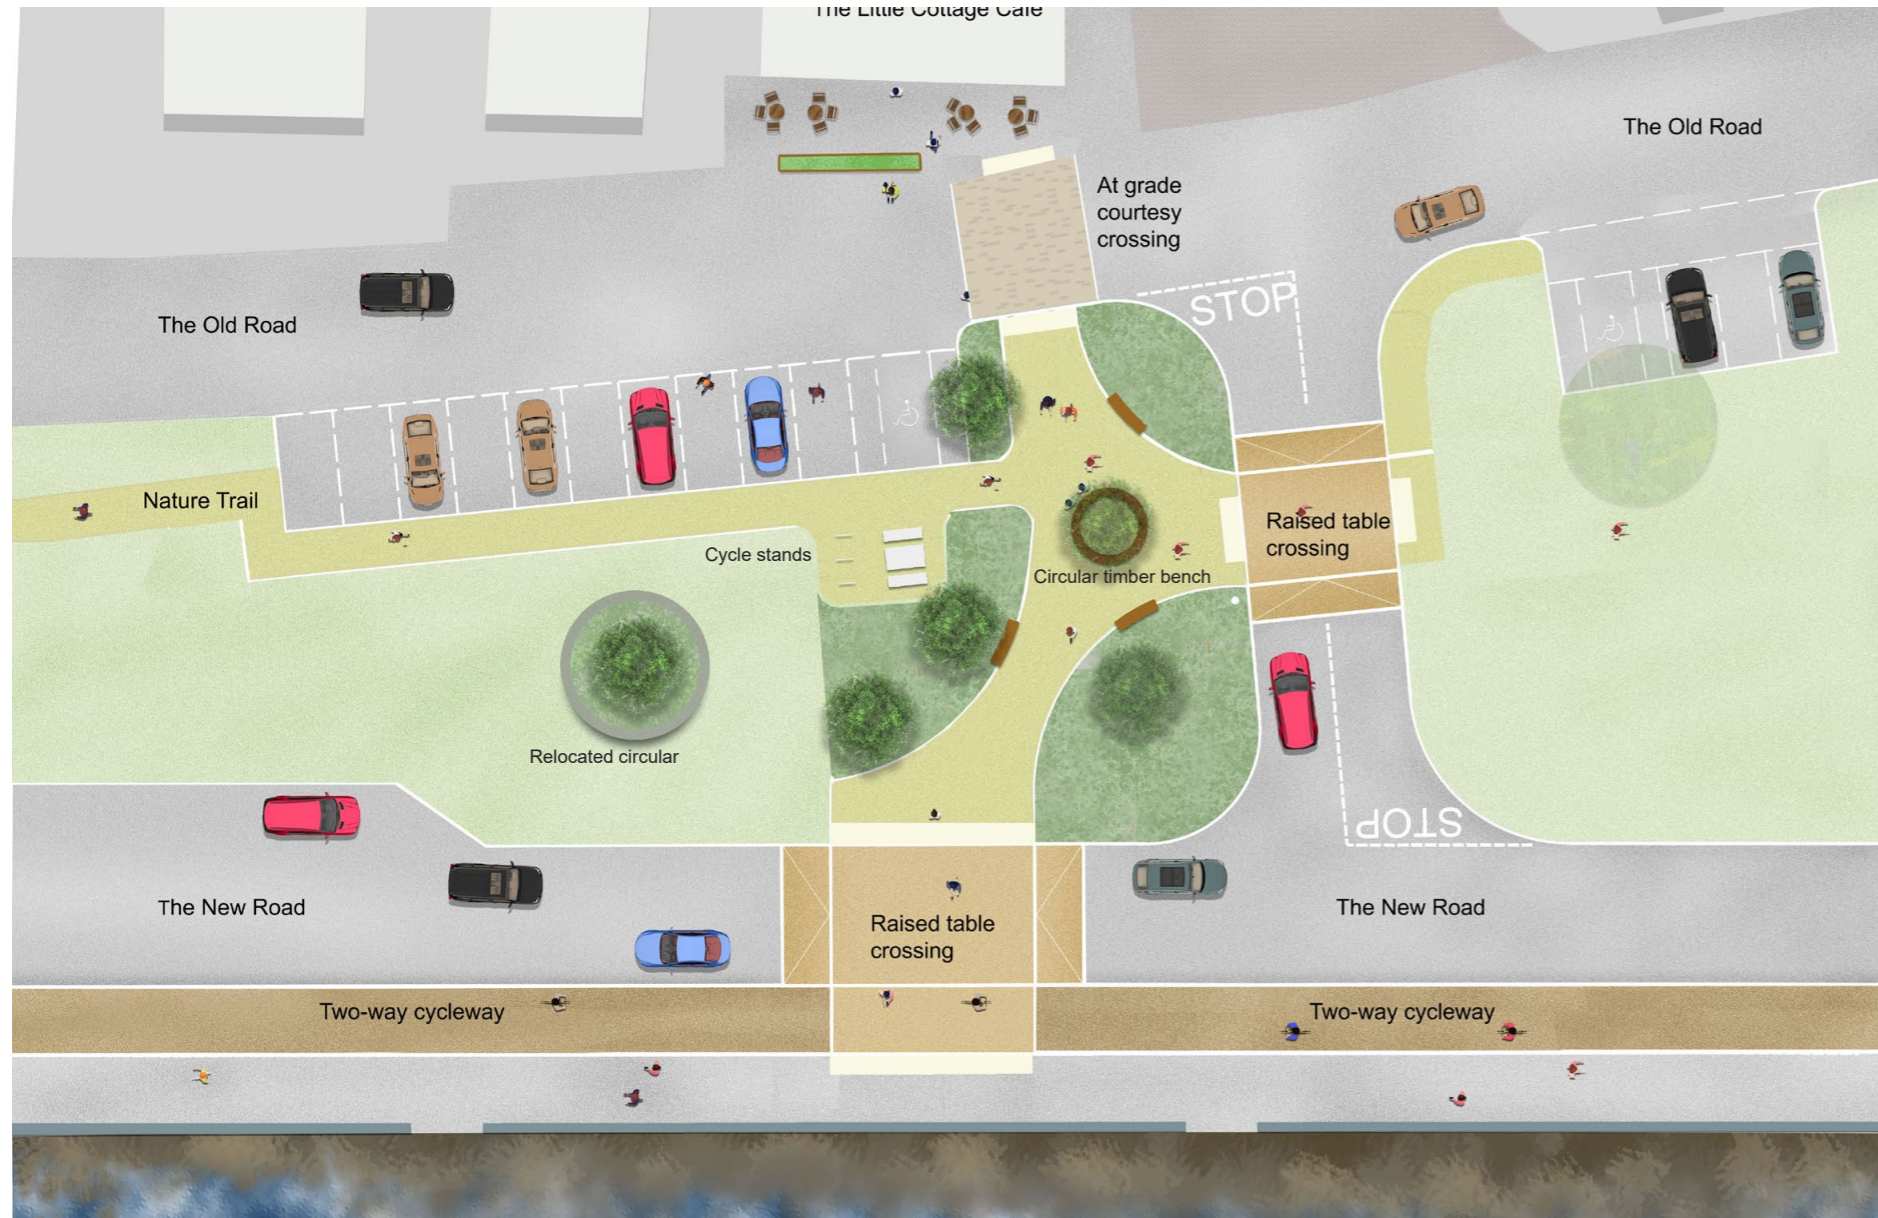 The Little Cottage Cafe
The Old Road
At grade
courtesy
crossing
STOP
The Old Road
Nature Trail
Cycle stands
Raised table
crossing
Circular timber bench
Relocated circular
STOP
The New Road
The New Road
Raised table
crossing
Two-way cycleway
Two-way cycleway